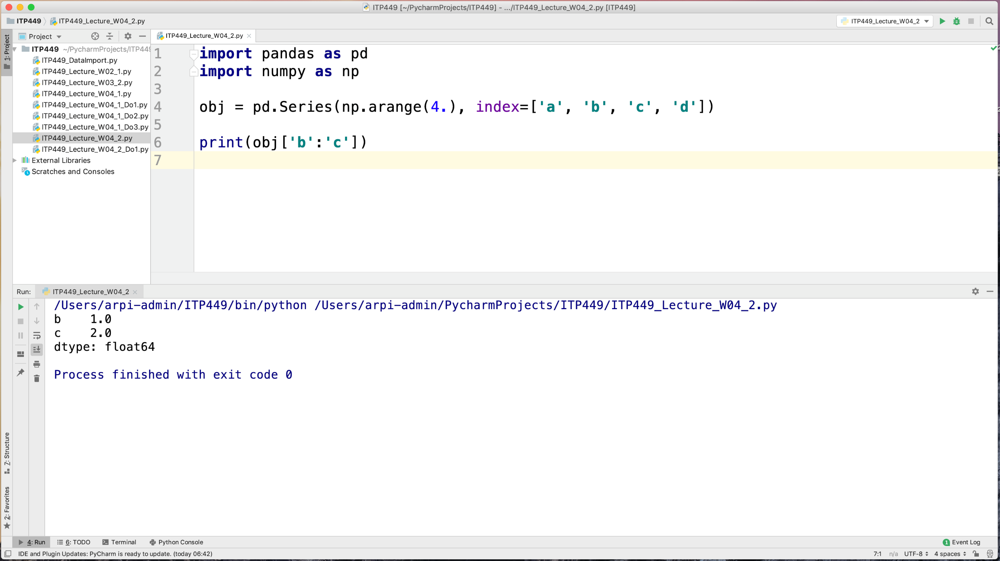 ITP449 [~/PycharmProjects/ITP449] - .../ITP449_Lecture_W04_2.py [ITP449]
ITP449 ITP449_Lecture_W04_2.py ITP449_Lecture_W04_2
1: Project
Project
ITP449 ~/PycharmProjects/ITP449
ITP449_DataImport.py
ITP449_Lecture_W02_1.py
ITP449_Lecture_W03_2.py
ITP449_Lecture_W04_1.py
ITP449_Lecture_W04_1_Do1.py
ITP449_Lecture_W04_1_Do2.py
ITP449_Lecture_W04_1_Do3.py
ITP449_Lecture_W04_2.py
ITP449_Lecture_W04_2_Do1.py
External Libraries
Scratches and Consoles
ITP449_Lecture_W04_2.py
1 import pandas as pd
2 import numpy as np
3
4 obj = pd.Series(np.arange(4.), index=['a', 'b', 'c', 'd'])
5
6 print(obj['b':'c'])
7
Run: ITP449_Lecture_W04_2
/Users/arpi-admin/ITP449/bin/python /Users/arpi-admin/PycharmProjects/ITP449/ITP449_Lecture_W04_2.py
b    1.0
c    2.0
dtype: float64
Process finished with exit code 0
7: Structure
2: Favorites
4: Run 6: TODO Terminal Python Console 1 Event Log
IDE and Plugin Updates: PyCharm is ready to update. (today 06:42) 7:1 n/a UTF-8 4 spaces